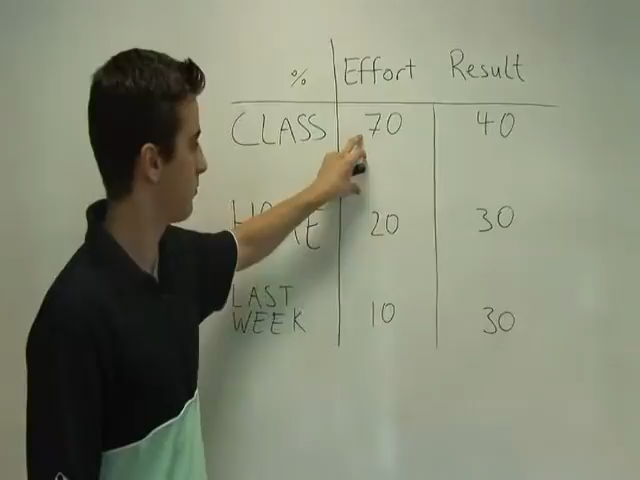 % Effort Result
CLASS 70 40
20 30
LAST
WEEK 10 30